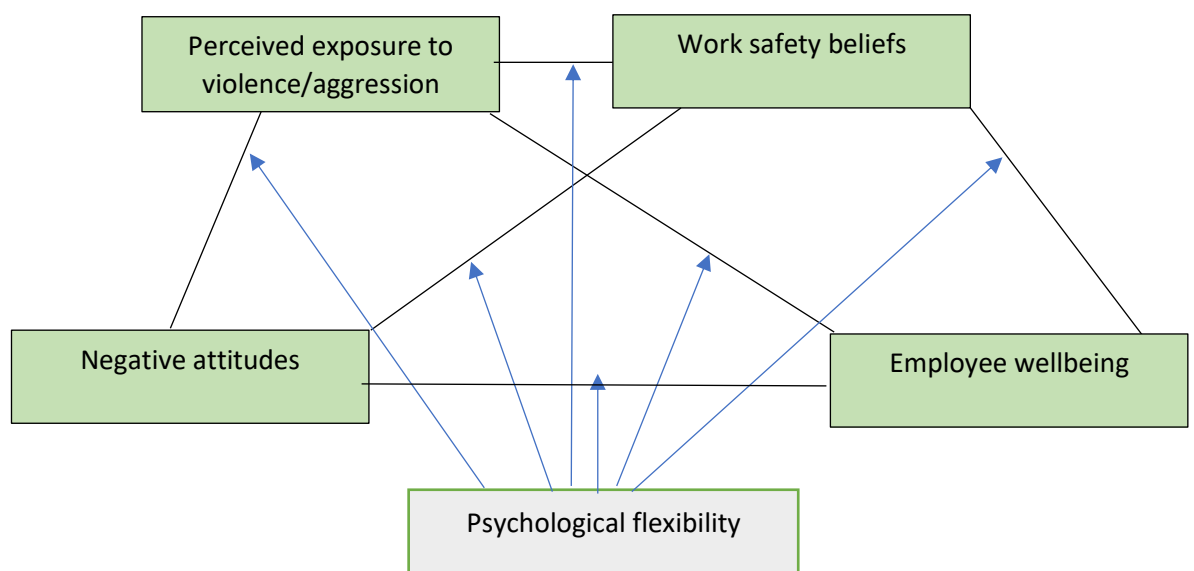 Perceived exposure to
violence/aggression
Work safety beliefs
Negative attitudes
Employee wellbeing
Psychological flexibility